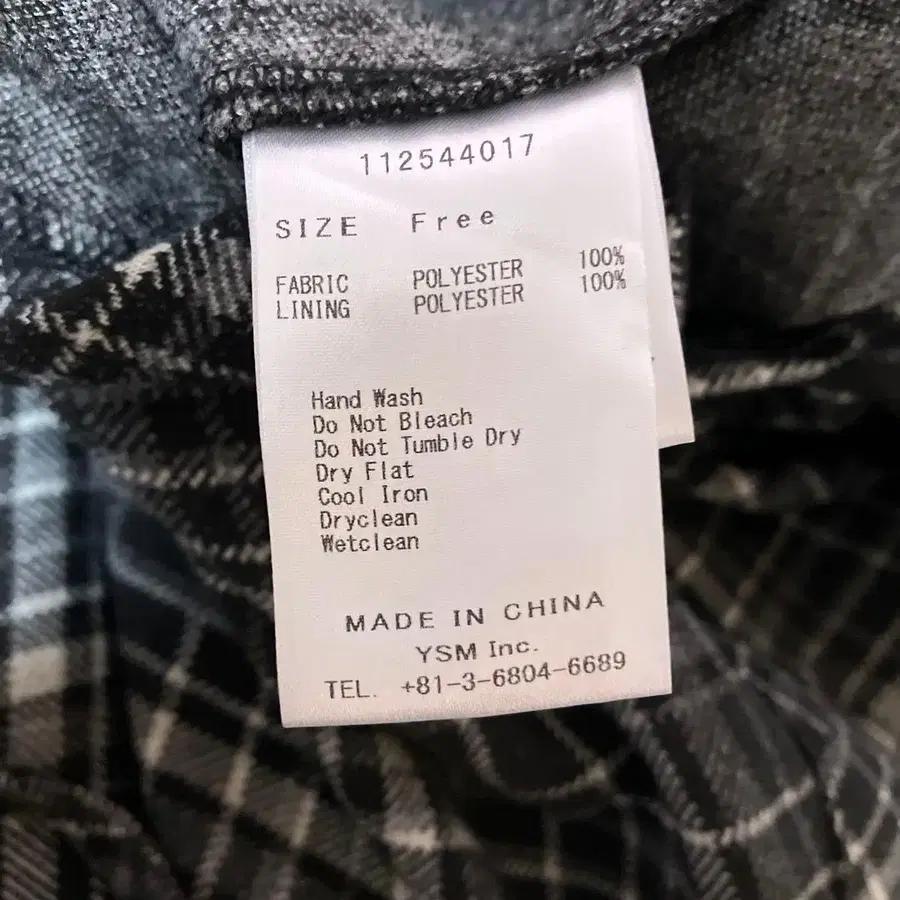 112544017
SIZE Free
FABRIC POLYESTER 100%
LINING POLYESTER 100%
Hand Wash
Do Not Bleach
Do Not Tumble Dry
Dry Flat
Cool Iron
Dryclean
Wetclean
MADE IN CHINA
YSM Inc.
TEL. +81-3-6804-6689